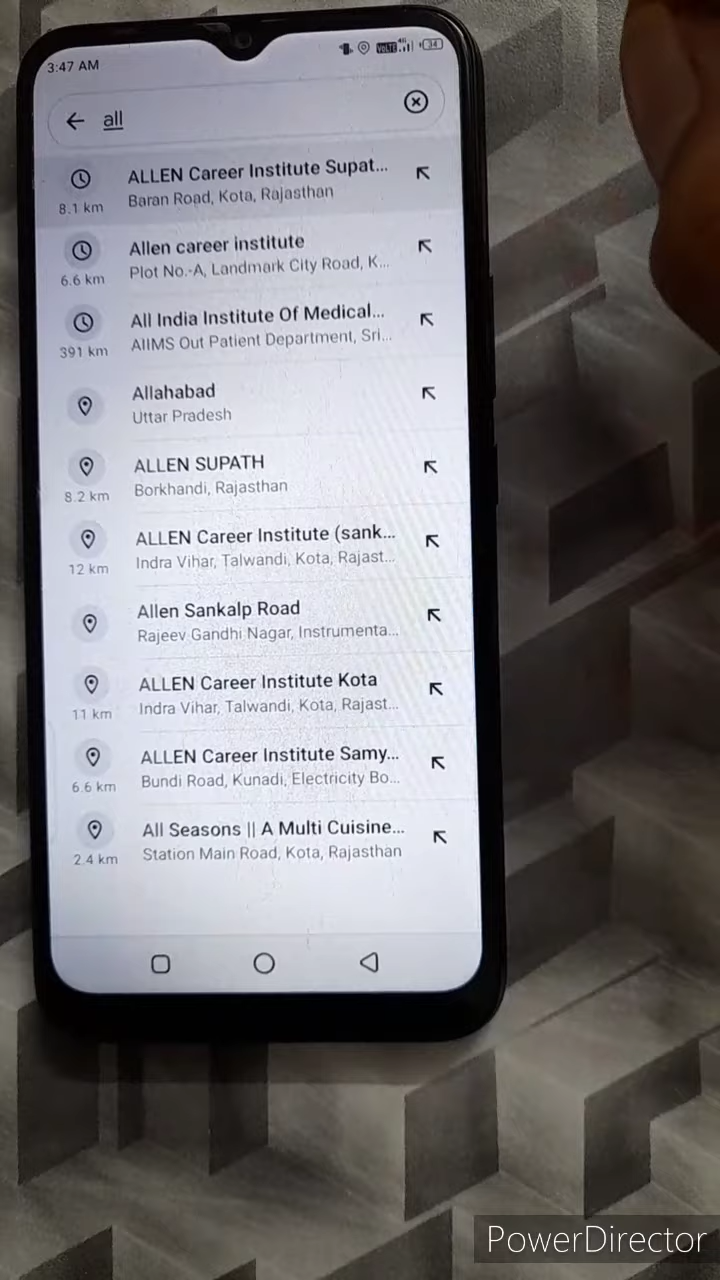 3:47 AM
VoLTE 4G 34
all
ALLEN Career Institute Supat...
8.1 km
Baran Road, Kota, Rajasthan
Allen career institute
6.6 km
Plot No.-A, Landmark City Road, K...
All India Institute Of Medical...
391 km
AIIMS Out Patient Department, Sri...
Allahabad
Uttar Pradesh
ALLEN SUPATH
8.2 km
Borkhandi, Rajasthan
ALLEN Career Institute (sank...
12 km
Indra Vihar, Talwandi, Kota, Rajast...
Allen Sankalp Road
Rajeev Gandhi Nagar, Instrumenta...
ALLEN Career Institute Kota
11 km
Indra Vihar, Talwandi, Kota, Rajast...
ALLEN Career Institute Samy...
6.6 km
Bundi Road, Kunadi, Electricity Bo...
All Seasons || A Multi Cuisine...
2.4 km
Station Main Road, Kota, Rajasthan
PowerDirector